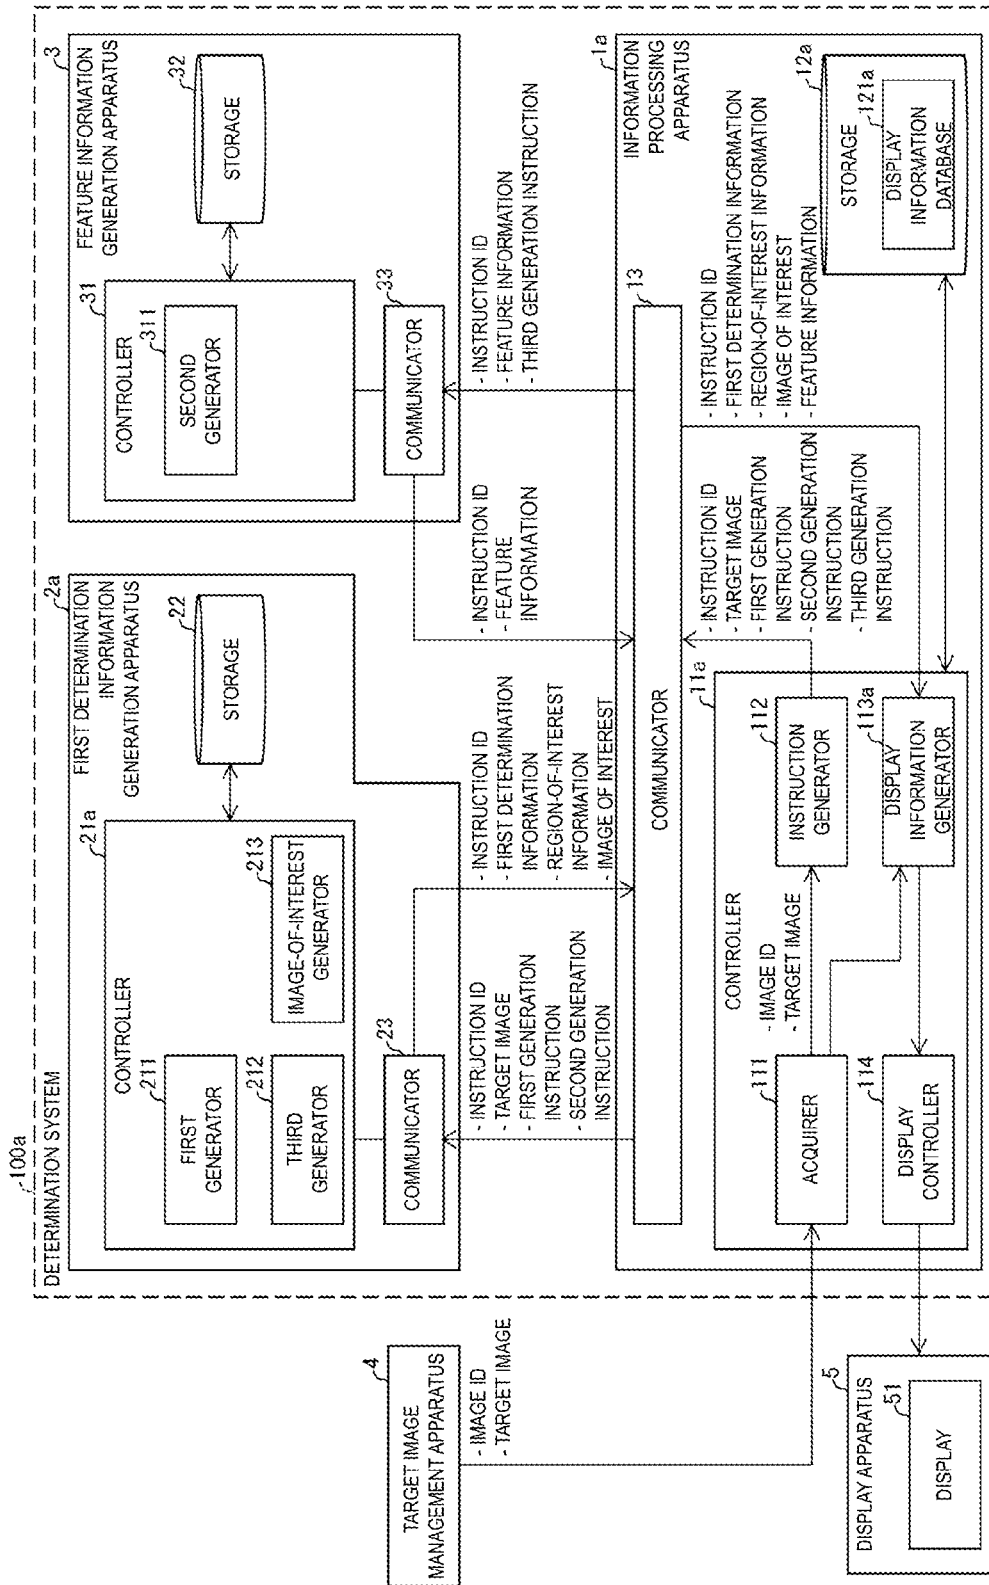 100a
DETERMINATION SYSTEM
2a
FIRST DETERMINATION
INFORMATION
GENERATION APPARATUS
21a
CONTROLLER
211
FIRST
GENERATOR
212
THIRD
GENERATOR
213
IMAGE-OF-INTEREST
GENERATOR
22
STORAGE
23
COMMUNICATOR
3
FEATURE INFORMATION
GENERATION APPARATUS
31
CONTROLLER
311
SECOND
GENERATOR
32
STORAGE
33
COMMUNICATOR
4
TARGET IMAGE
MANAGEMENT APPARATUS
- IMAGE ID
- TARGET IMAGE
- INSTRUCTION ID
- TARGET IMAGE
- FIRST GENERATION
INSTRUCTION
- SECOND GENERATION
INSTRUCTION
- INSTRUCTION ID
- FIRST DETERMINATION
INFORMATION
- REGION-OF-INTEREST
INFORMATION
- IMAGE OF INTEREST
- INSTRUCTION ID
- FEATURE
INFORMATION
- INSTRUCTION ID
- FEATURE INFORMATION
- THIRD GENERATION INSTRUCTION
1a
INFORMATION
PROCESSING
APPARATUS
13
COMMUNICATOR
11a
CONTROLLER
111
ACQUIRER
- IMAGE ID
- TARGET IMAGE
112
INSTRUCTION
GENERATOR
113a
DISPLAY
INFORMATION
GENERATOR
114
DISPLAY
CONTROLLER
- INSTRUCTION ID
- TARGET IMAGE
- FIRST GENERATION
INSTRUCTION
- SECOND GENERATION
INSTRUCTION
- THIRD GENERATION
INSTRUCTION
- INSTRUCTION ID
- FIRST DETERMINATION INFORMATION
- REGION-OF-INTEREST INFORMATION
- IMAGE OF INTEREST
- FEATURE INFORMATION
12a
STORAGE
121a
DISPLAY
INFORMATION
DATABASE
5
DISPLAY APPARATUS
51
DISPLAY